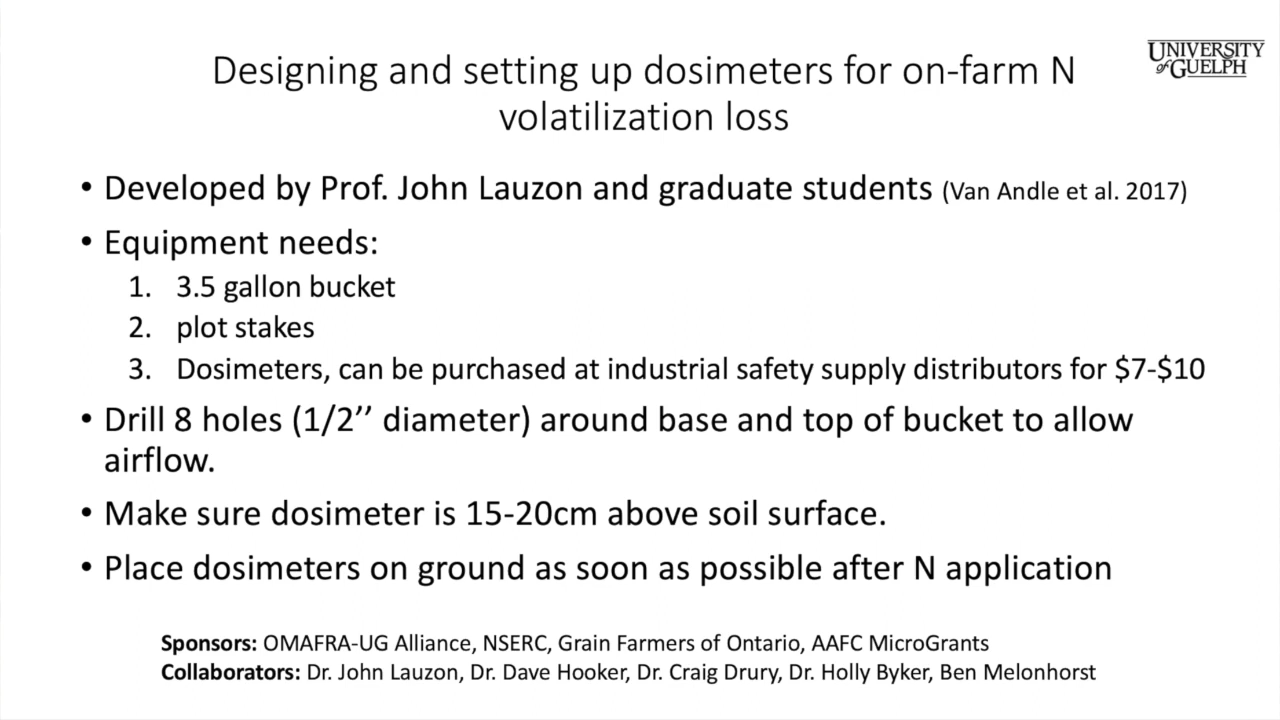 Designing and setting up dosimeters for on-farm N
volatilization loss
UNIVERSITY
of GUELPH
• Developed by Prof. John Lauzon and graduate students (Van Andle et al. 2017)
• Equipment needs:
1. 3.5 gallon bucket
2. plot stakes
3. Dosimeters, can be purchased at industrial safety supply distributors for $7-$10
• Drill 8 holes (1/2’’ diameter) around base and top of bucket to allow
airflow.
• Make sure dosimeter is 15-20cm above soil surface.
• Place dosimeters on ground as soon as possible after N application
Sponsors: OMAFRA-UG Alliance, NSERC, Grain Farmers of Ontario, AAFC MicroGrants
Collaborators: Dr. John Lauzon, Dr. Dave Hooker, Dr. Craig Drury, Dr. Holly Byker, Ben Melonhorst